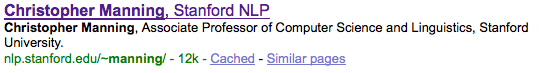 Christopher Manning, Stanford NLP
Christopher Manning, Associate Professor of Computer Science and Linguistics, Stanford
University.
nlp.stanford.edu/~manning/ - 12k - Cached - Similar pages